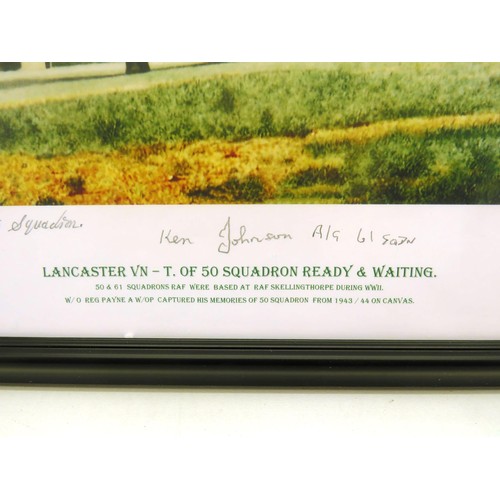 Squadron.
Ken Johnson A/G 61 SQDN
LANCASTER VN – T. OF 50 SQUADRON READY & WAITING.
50 & 61 SQUADRONS RAF WERE BASED AT RAF SKELLINGTHORPE DURING WWII.
W/O REG PAYNE A W/OP CAPTURED HIS MEMORIES OF 50 SQUADRON FROM 1943 / 44 ON CANVAS.